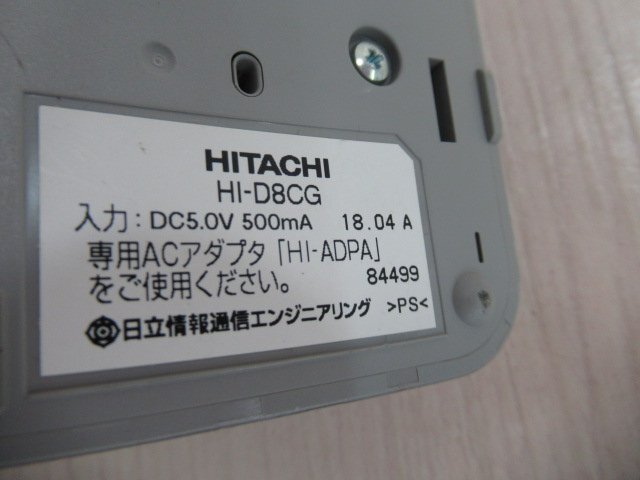 HITACHI
HI-D8CG
入力：DC5.0V 500mA 18.04 A
専用ACアダプタ「HI-ADPA」
をご使用ください。 84499
日立情報通信エンジニアリング >PS<